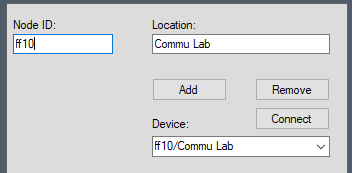 Node ID: Location:
ff10 Commu Lab
Add Remove
Connect
Device:
ff10/Commu Lab